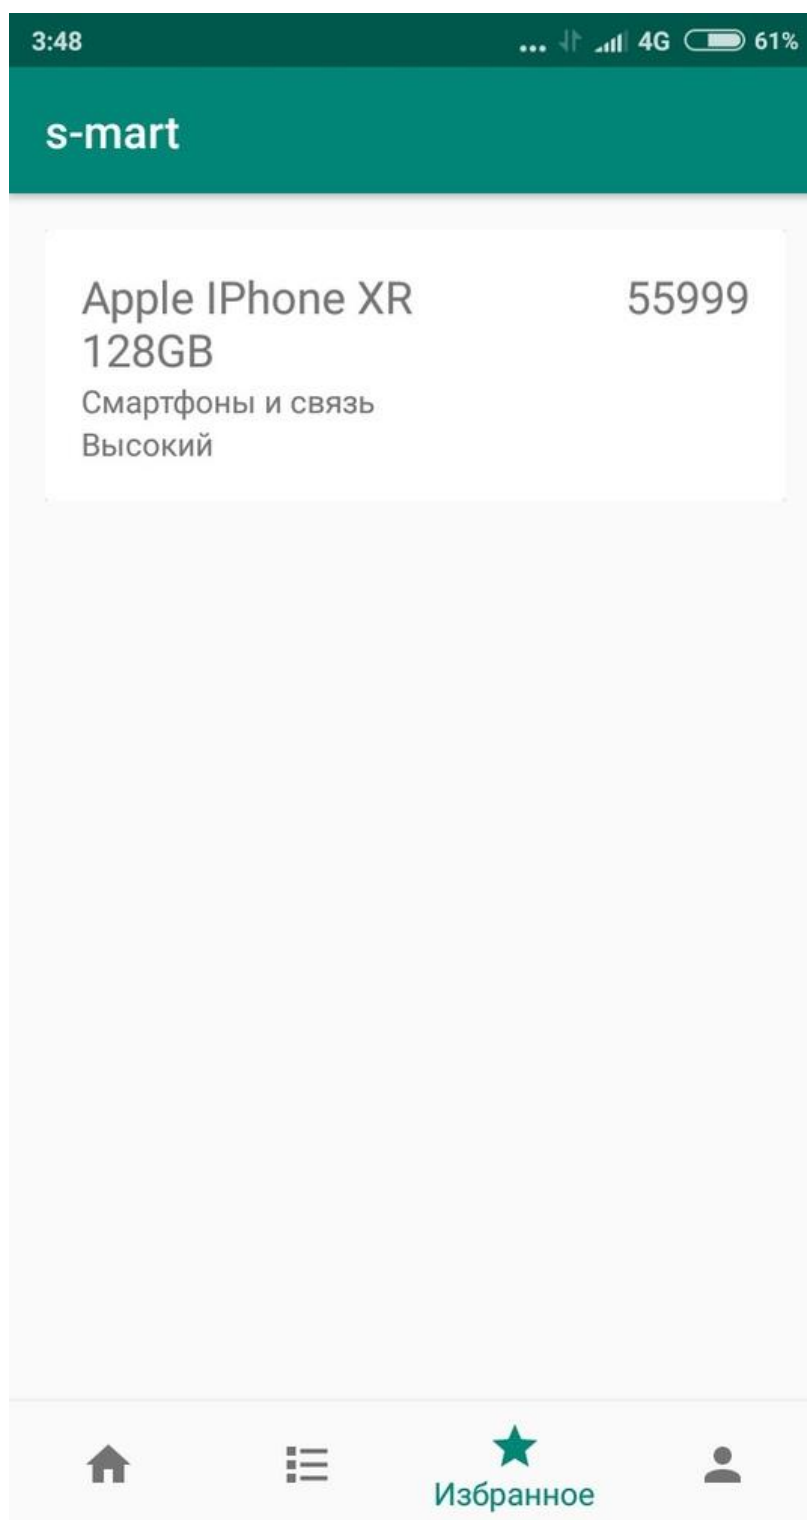 3:48 ... 4G 61%
s-mart
Apple IPhone XR 55999
128GB
Смартфоны и связь
Высокий
Избранное